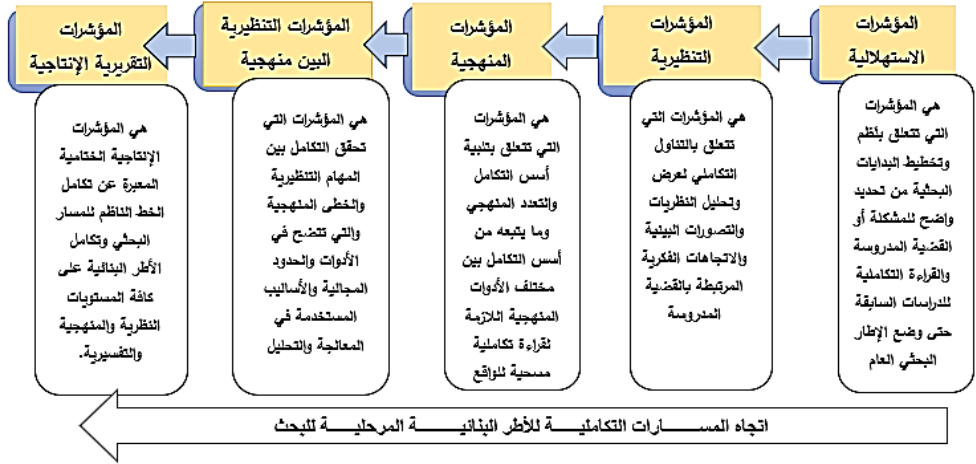 المؤشرات
الاستهلالية
هي المؤشرات
التي تتعلق بنُظم
وتخطيط البدايات
البحثية من تحديد
واضح للمشكلة أو
القضية المدروسة
والقراءة التكاملية
للدراسات السابقة
حتى وضع الإطار
البحثي العام
المؤشرات
التنظيرية
هي المؤشرات التي
تتعلق بالتناول
التكاملي لعرض
وتحليل النظريات
والتصورات البينية
والاتجاهات الفكرية
المرتبطة بالقضية
المدروسة
المؤشرات
المنهجية
هي المؤشرات
التي تتعلق بتلبية
أسس التكامل
والتعدد المنهجي
وما يتبعه من
أسس التكامل بين
مختلف الأدوات
المنهجية اللازمة
لقراءة تكاملية
مسحية للواقع
المؤشرات التنظيرية
البين منهجية
هي المؤشرات التي
تحقق التكامل بين
المهام التنظيرية
والخطى المنهجية
والتي تتضح في
الأدوات والحدود
المجالية والأساليب
المستخدمة في
المعالجة والتحليل
المؤشرات
التقريرية الإنتاجية
هي المؤشرات
الإنتاجية الختامية
المعبرة عن تكامل
الخط الناظم للمسار
البحثي وتكامل
الأطر البنائية على
كافة المستويات
النظرية والمنهجية
والتفسيرية.
اتجاه المســـارات التكامليـــة للأطر البنائيـــة المرحليـــة للبحث